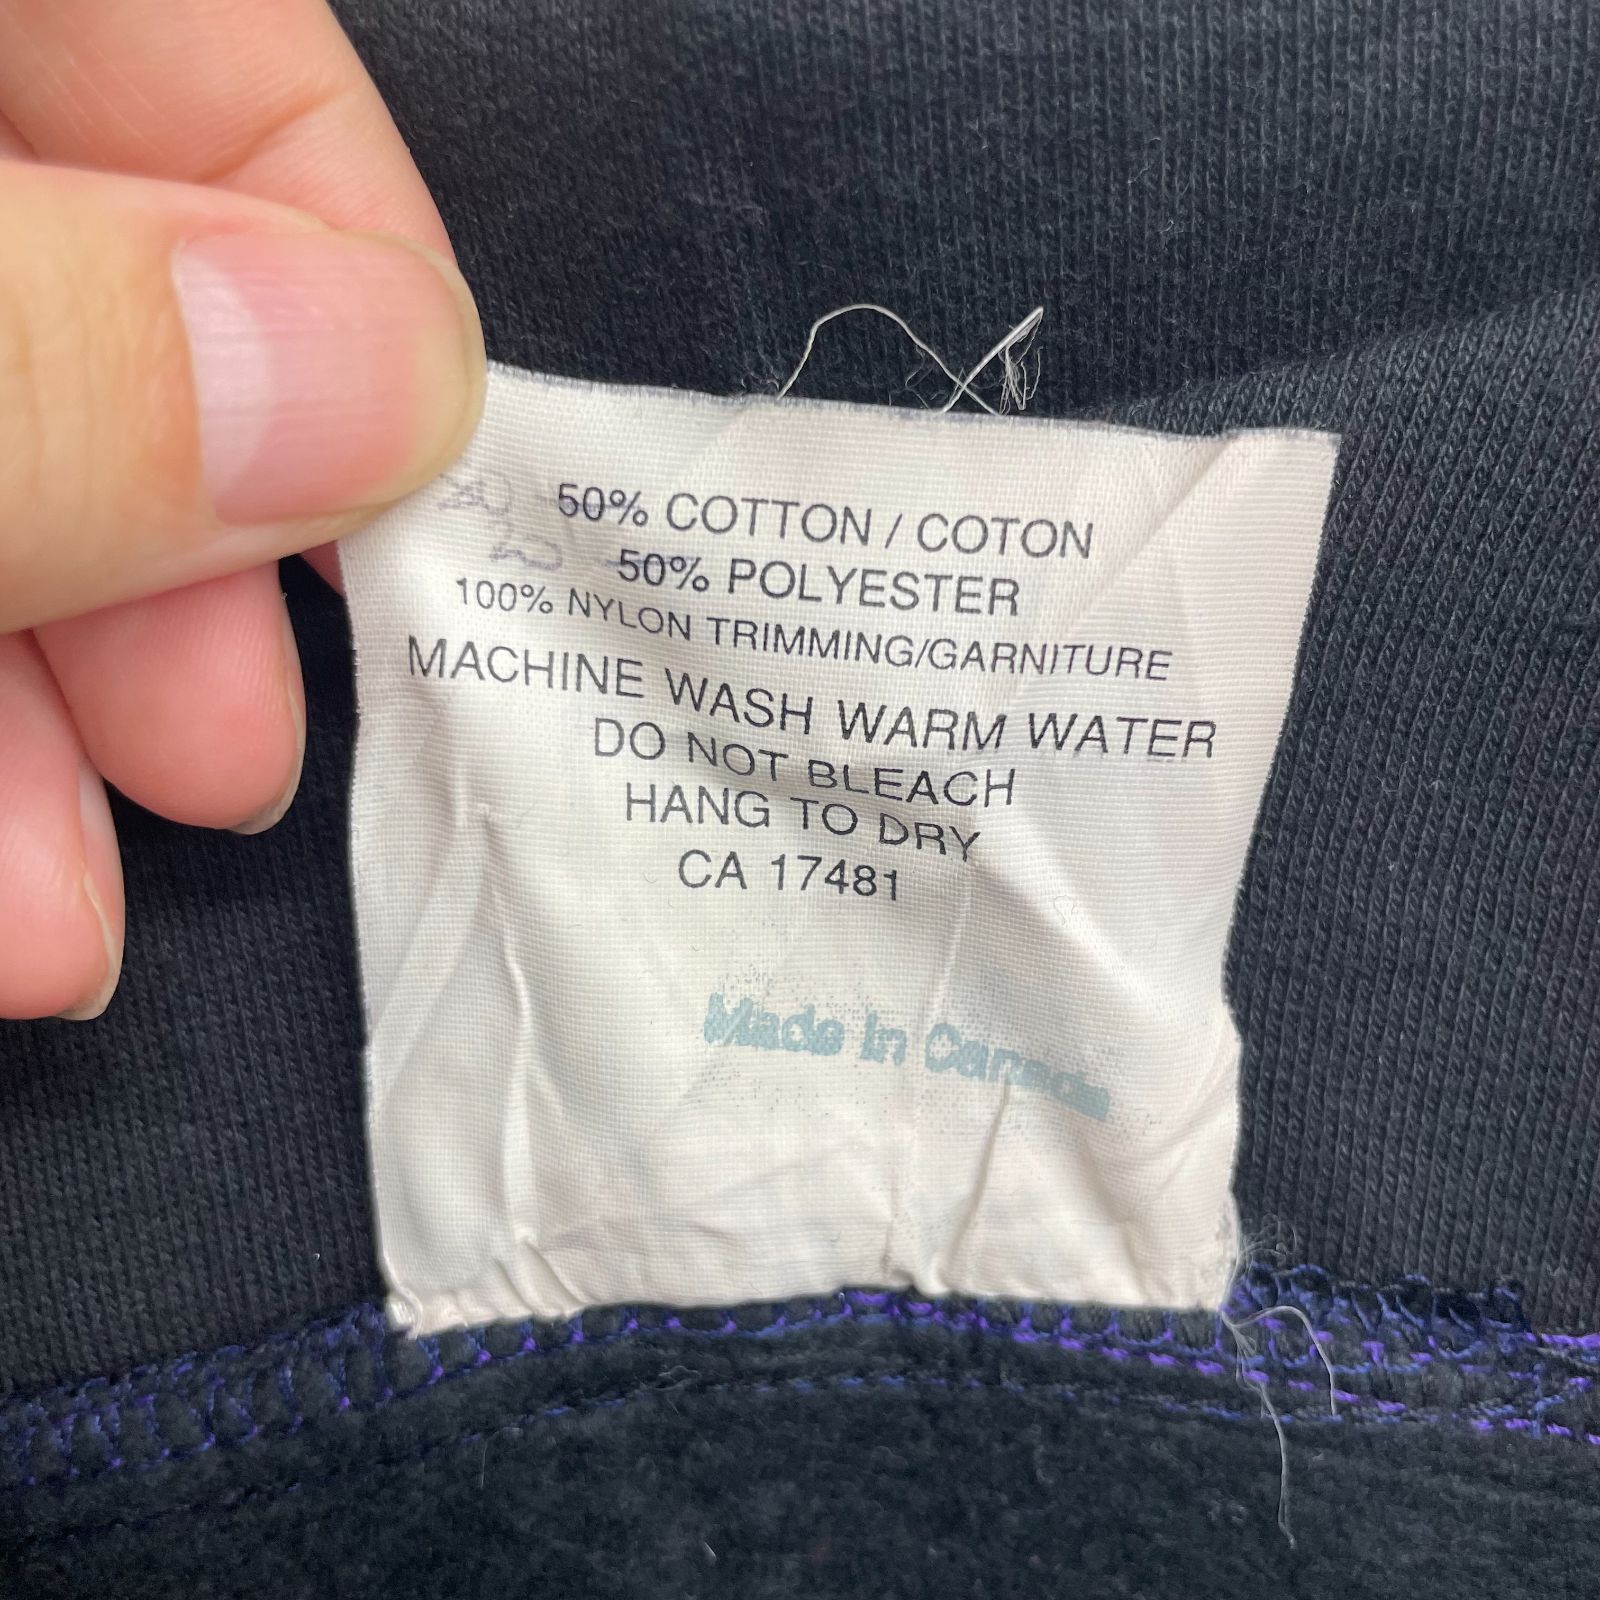 50% COTTON / COTON
50% POLYESTER
100% NYLON TRIMMING/GARNITURE
MACHINE WASH WARM WATER
DO NOT BLEACH
HANG TO DRY
CA 17481
Made in Canada